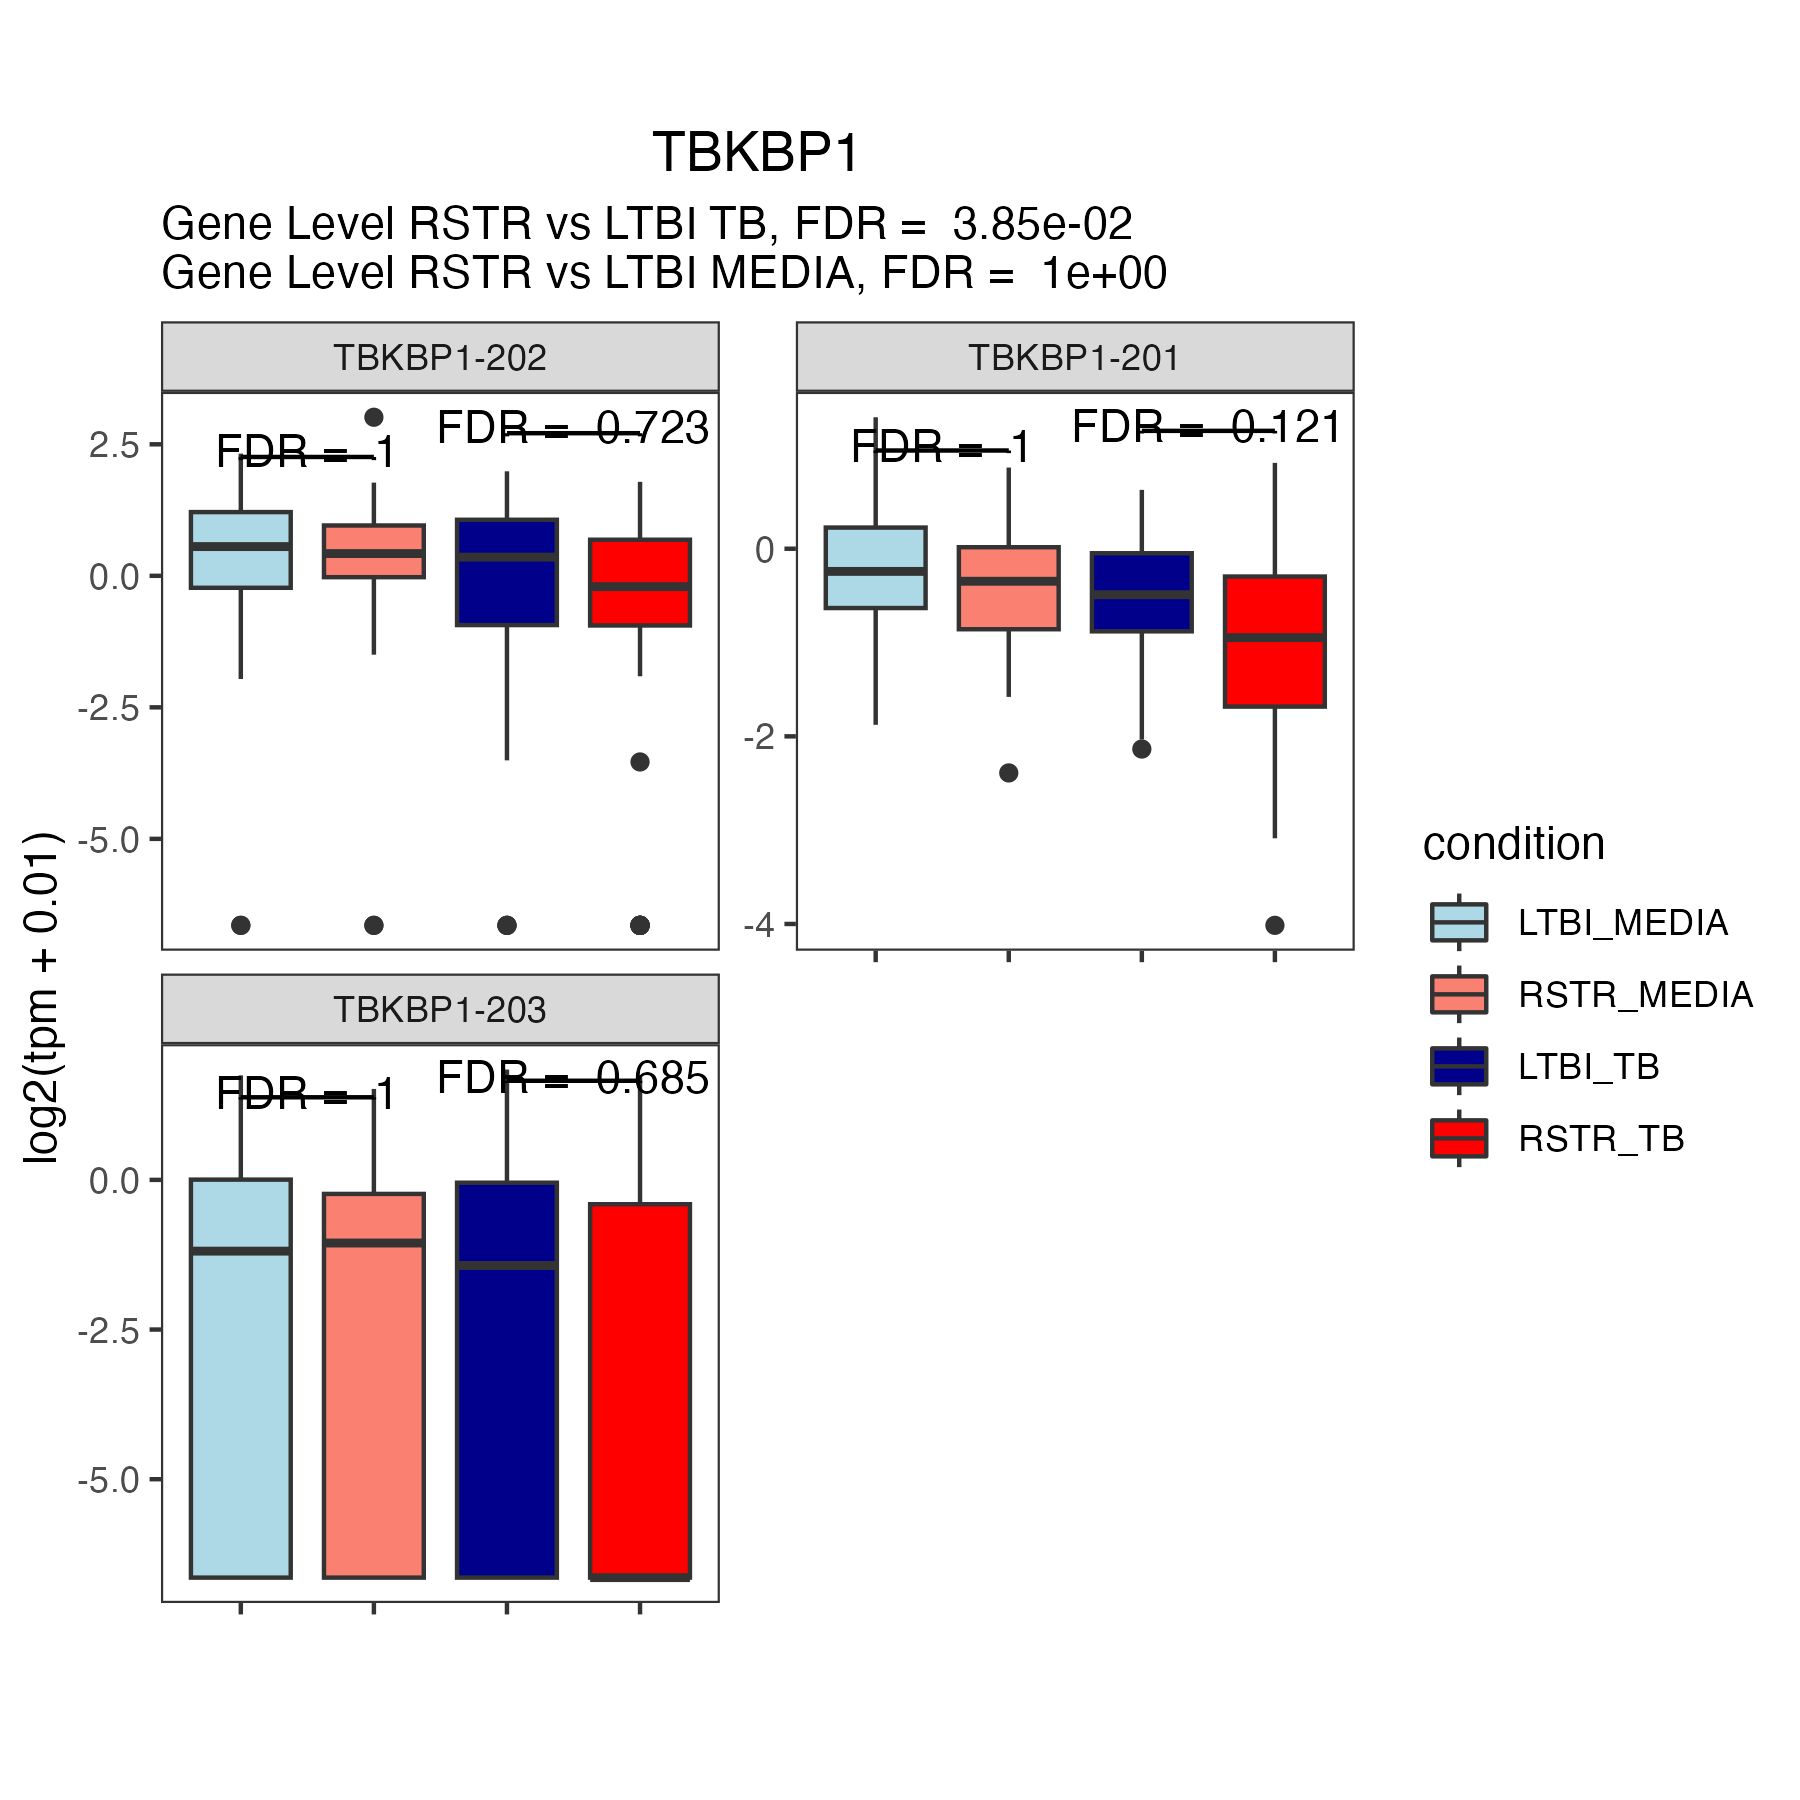 TBKBP1
Gene Level RSTR vs LTBI TB, FDR = 3.85e-02
Gene Level RSTR vs LTBI MEDIA, FDR = 1e+00
TBKBP1-202
FDR = 1
FDR = 0.723
2.5
0.0
-2.5
-5.0
TBKBP1-201
FDR = 1
FDR = 0.121
0
-2
-4
TBKBP1-203
FDR = 1
FDR = 0.685
0.0
-2.5
-5.0
log2(tpm + 0.01)
condition
LTBI_MEDIA
RSTR_MEDIA
LTBI_TB
RSTR_TB